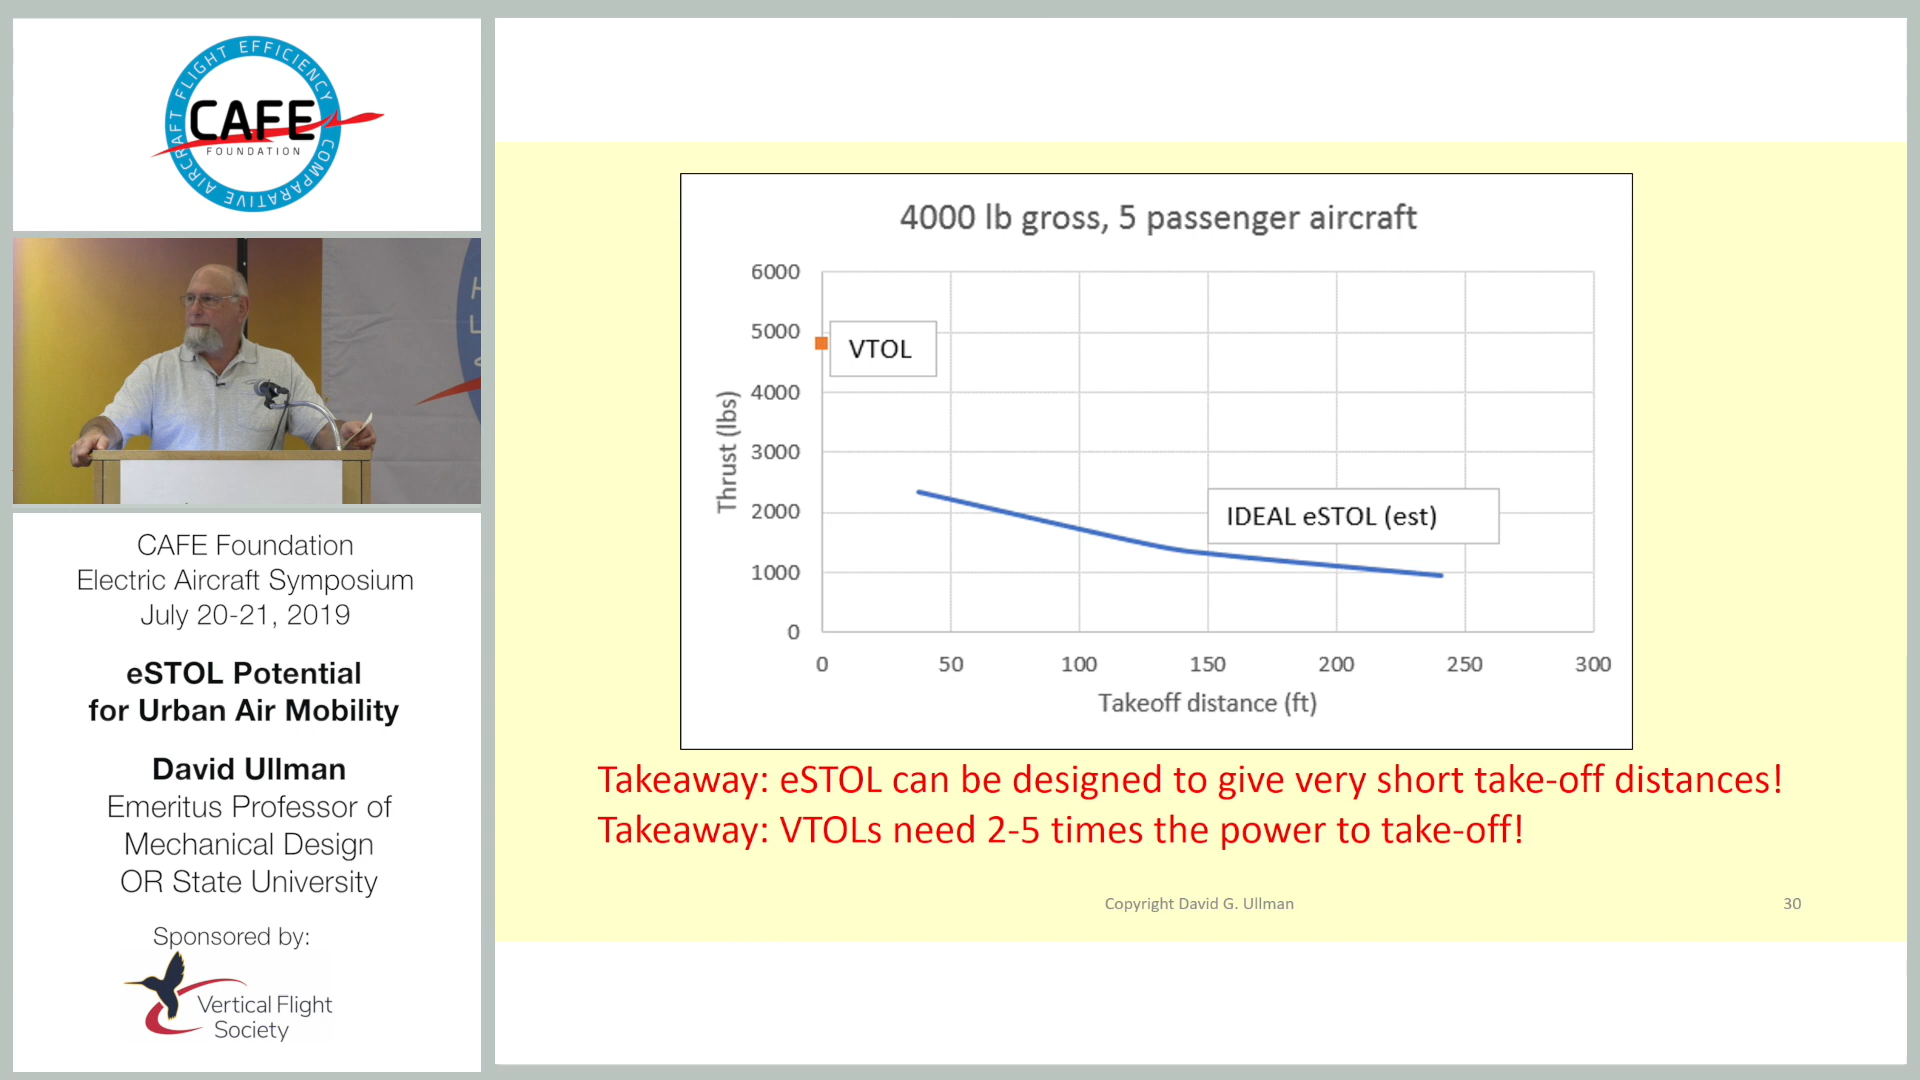 AIRCRAFT FLIGHT EFFICIENCY
COMPARATIVE
CAFE
FOUNDATION
CAFE Foundation
Electric Aircraft Symposium
July 20-21, 2019
eSTOL Potential
for Urban Air Mobility
David Ullman
Emeritus Professor of
Mechanical Design
OR State University
Sponsored by:
Vertical Flight
Society
4000 lb gross, 5 passenger aircraft
6000
5000
4000
3000
2000
1000
0
Thrust (lbs)
VTOL
IDEAL eSTOL (est)
0 50 100 150 200 250 300
Takeoff distance (ft)
Takeaway: eSTOL can be designed to give very short take-off distances!
Takeaway: VTOLs need 2-5 times the power to take-off!
Copyright David G. Ullman
30